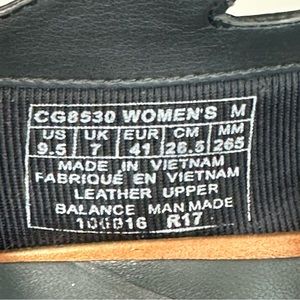 CG8530 WOMEN'S M
US UK EUR CM MM
9.5 7 41 26.5 265
MADE IN VIETNAM
FABRIQUÉ EN VIETNAM
LEATHER UPPER
BALANCE MAN MADE
R17